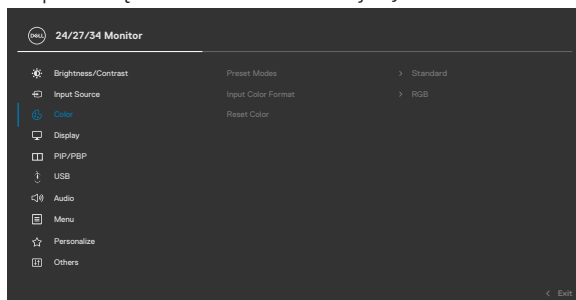 DELL
24/27/34 Monitor
Brightness/Contrast
Preset Modes > Standard
Input Source
Input Color Format > RGB
Color
Reset Color
Display
PIP/PBP
USB
Audio
Menu
Personalize
Others
< Exit